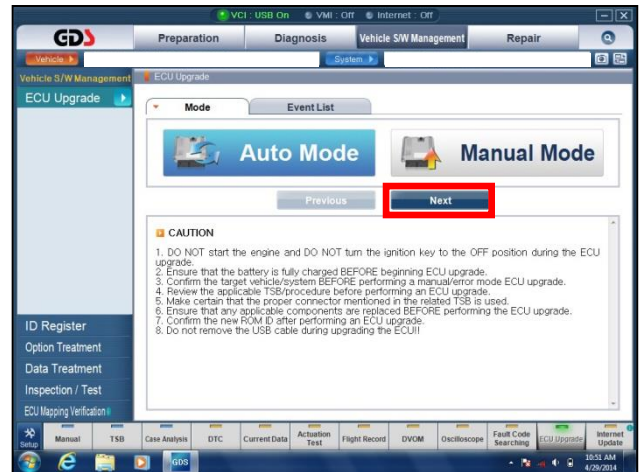 VCI : USB On VMI : Off Internet : Off
GDS Preparation Diagnosis Vehicle S/W Management Repair
Vehicle System
Vehicle S/W Management ECU Upgrade
ECU Upgrade
Mode Event List
Auto Mode Manual Mode
Previous Next
CAUTION
1. DO NOT start the engine and DO NOT turn the ignition key to the OFF position during the ECU
upgrade.
2. Ensure that the battery is fully charged BEFORE beginning ECU upgrade.
3. Confirm the target vehicle/system BEFORE performing a manual/error mode ECU upgrade.
4. Review the applicable TSB/procedure before performing an ECU upgrade.
5. Make certain that the proper connector mentioned in the related TSB is used.
6. Ensure that any applicable components are replaced BEFORE performing the ECU upgrade.
7. Confirm the new ROM ID after performing an ECU upgrade.
8. Do not remove the USB cable during upgrading the ECU!!
ID Register
Option Treatment
Data Treatment
Inspection / Test
ECU Mapping Verification
Setup Manual TSB Case Analysis DTC Current Data Actuation Test Flight Record DVOM Oscilloscope Fault Code Searching ECU Upgrade Internet Update
GDS 10:51 AM
4/29/2014